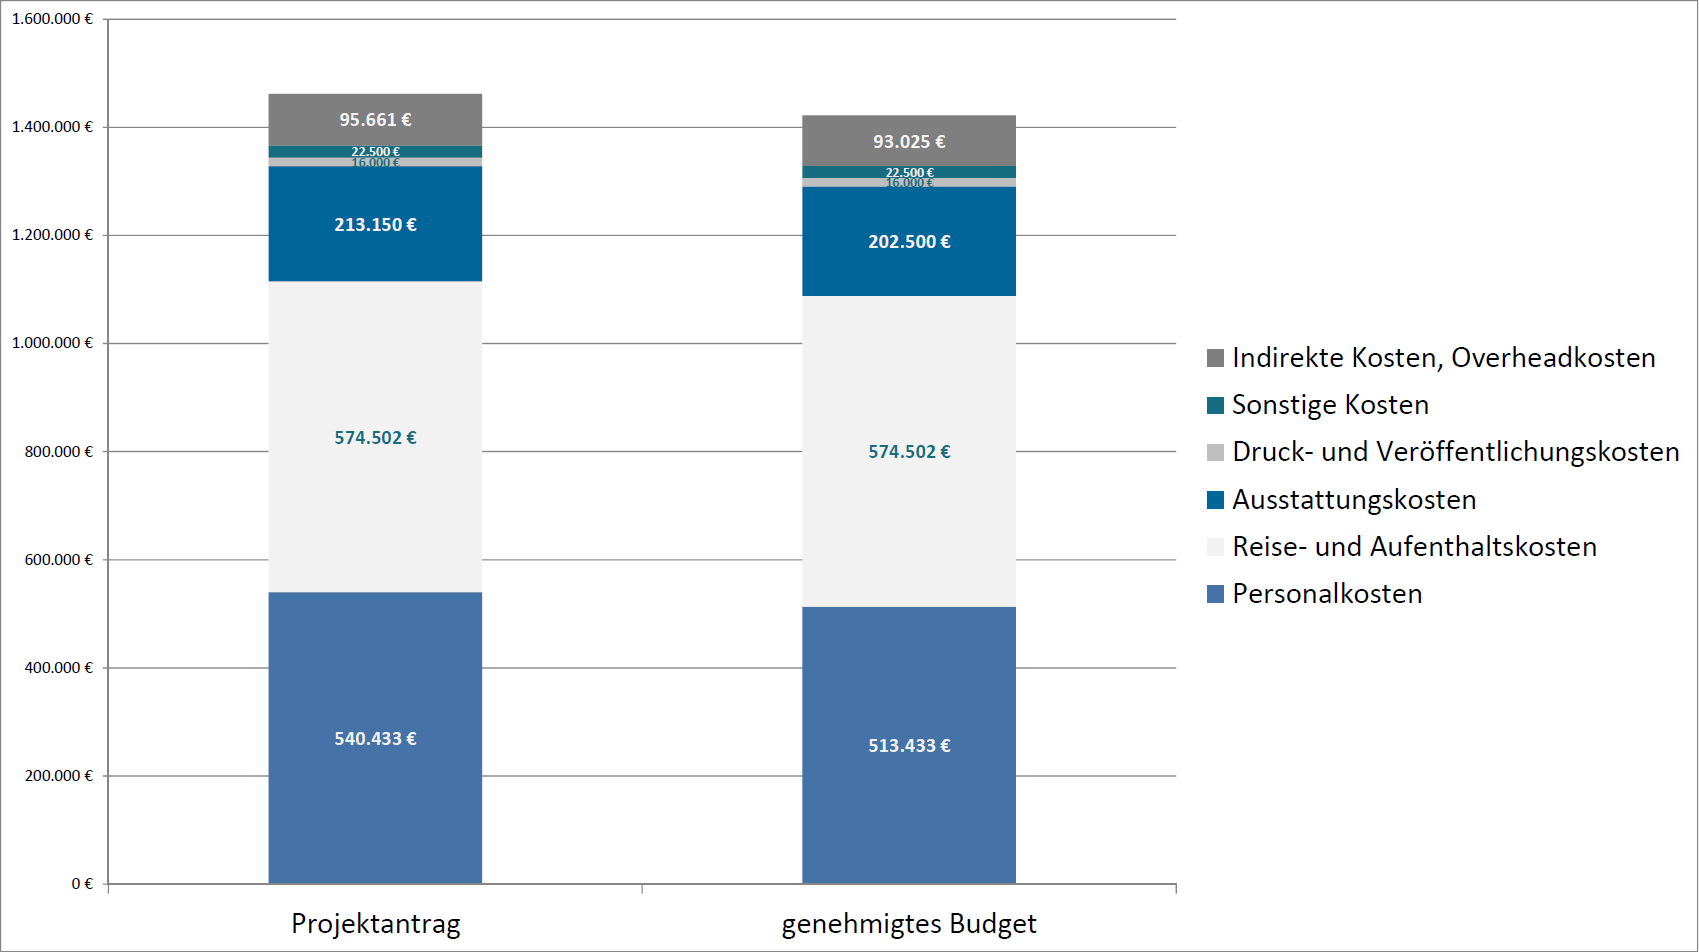 1.600.000 €
1.400.000 €
1.200.000 €
1.000.000 €
800.000 €
600.000 €
400.000 €
200.000 €
0 €
95.661 €
22.500 €
16.000 €
213.150 €
574.502 €
540.433 €
93.025 €
22.500 €
16.000 €
202.500 €
574.502 €
513.433 €
Projektantrag
genehmigtes Budget
Indirekte Kosten, Overheadkosten
Sonstige Kosten
Druck- und Veröffentlichungskosten
Ausstattungskosten
Reise- und Aufenthaltskosten
Personalkosten